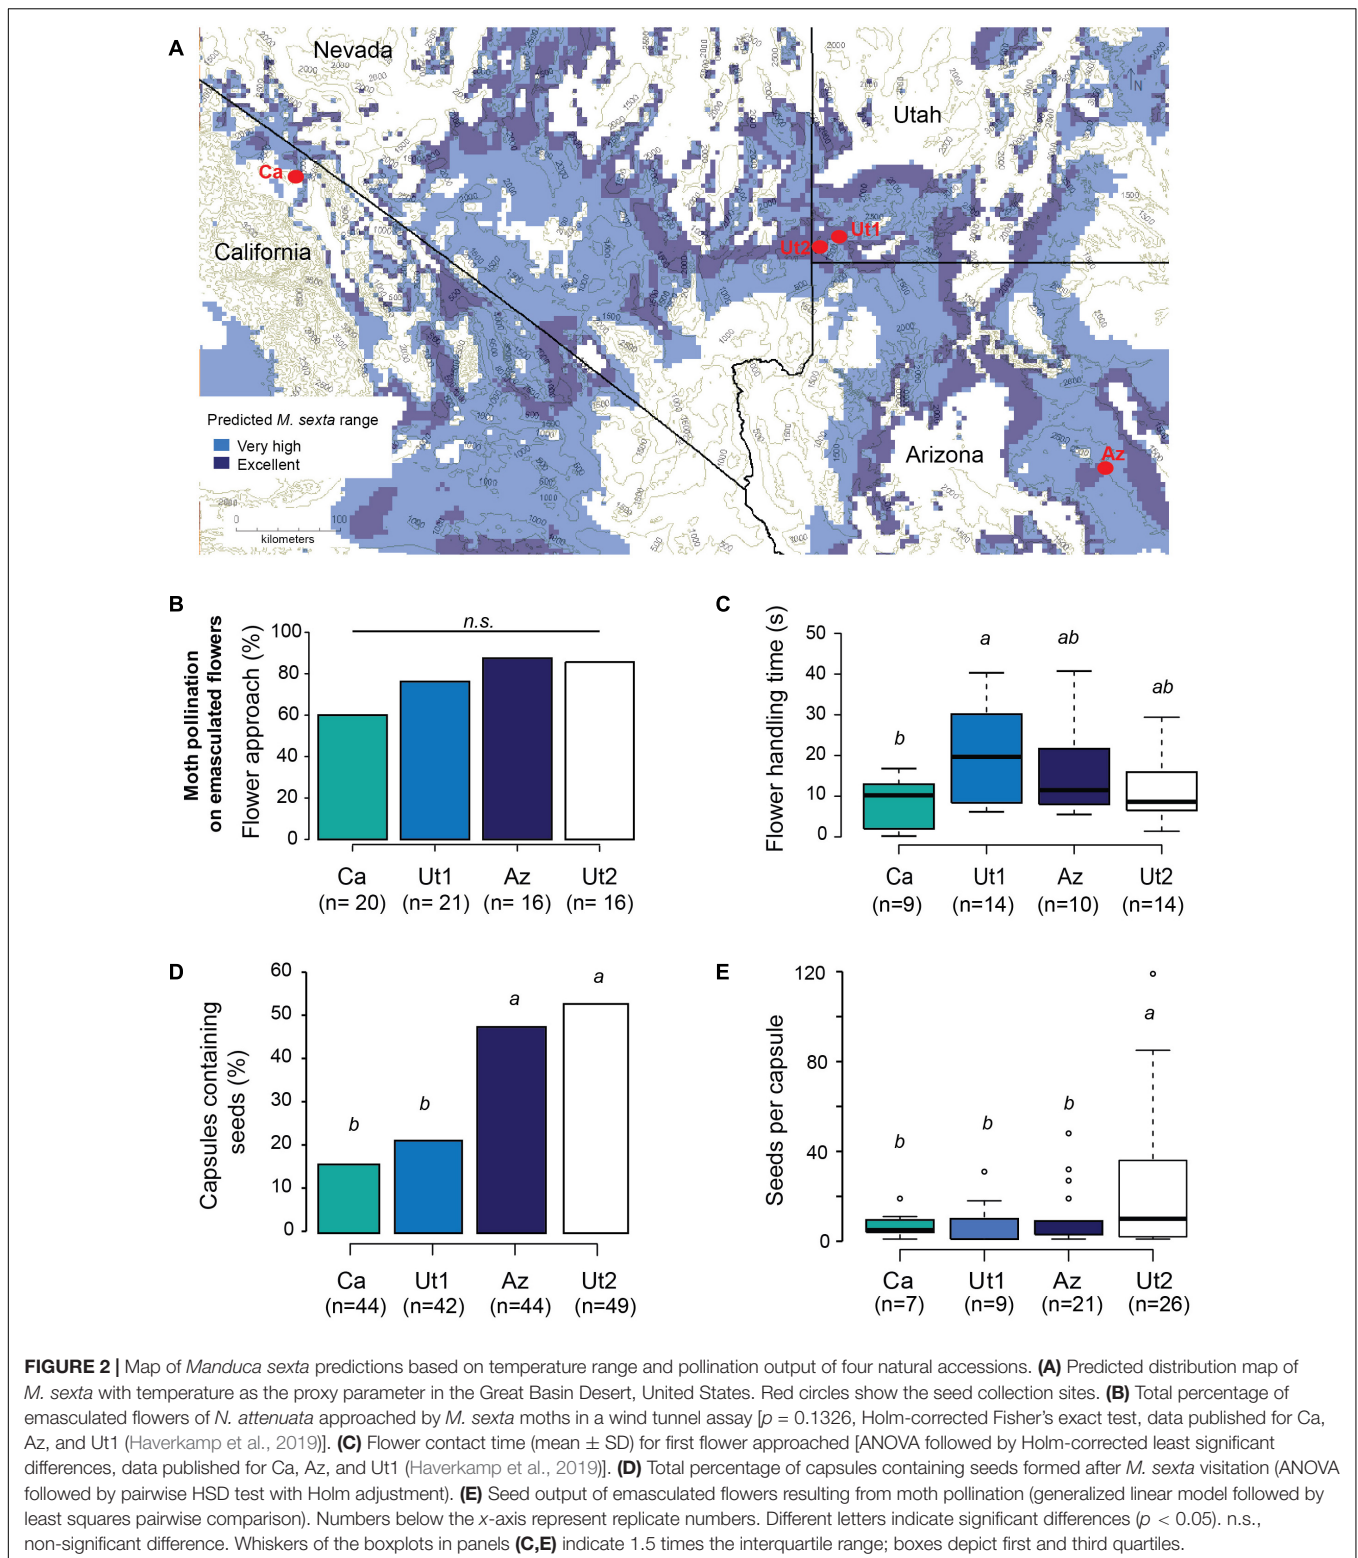 A
Nevada
Utah
N
Ca
Ut1
Ut2
California
Predicted M. sexta range
Very high
Excellent
Arizona
Az
0 100
kilometers
B
Moth pollination
on emasculated flowers
Flower approach (%)
100
80
60
40
20
0
n.s.
Ca Ut1 Az Ut2
(n= 20) (n= 21) (n= 16) (n= 16)
C
Flower handling time (s)
50
40
30
20
10
0
b a ab ab
Ca Ut1 Az Ut2
(n=9) (n=14) (n=10) (n=14)
D
Capsules containing
seeds (%)
60
50
40
30
20
10
0
b b a a
Ca Ut1 Az Ut2
(n=44) (n=42) (n=44) (n=49)
E
Seeds per capsule
120
80
40
0
b b b a
Ca Ut1 Az Ut2
(n=7) (n=9) (n=21) (n=26)
FIGURE 2 | Map of Manduca sexta predictions based on temperature range and pollination output of four natural accessions. (A) Predicted distribution map of
M. sexta with temperature as the proxy parameter in the Great Basin Desert, United States. Red circles show the seed collection sites. (B) Total percentage of
emasculated flowers of N. attenuata approached by M. sexta moths in a wind tunnel assay [p = 0.1326, Holm-corrected Fisher's exact test, data published for Ca,
Az, and Ut1 (Haverkamp et al., 2019)]. (C) Flower contact time (mean ± SD) for first flower approached [ANOVA followed by Holm-corrected least significant
differences, data published for Ca, Az, and Ut1 (Haverkamp et al., 2019)]. (D) Total percentage of capsules containing seeds formed after M. sexta visitation (ANOVA
followed by pairwise HSD test with Holm adjustment). (E) Seed output of emasculated flowers resulting from moth pollination (generalized linear model followed by
least squares pairwise comparison). Numbers below the x-axis represent replicate numbers. Different letters indicate significant differences (p < 0.05). n.s.,
non-significant difference. Whiskers of the boxplots in panels (C,E) indicate 1.5 times the interquartile range; boxes depict first and third quartiles.